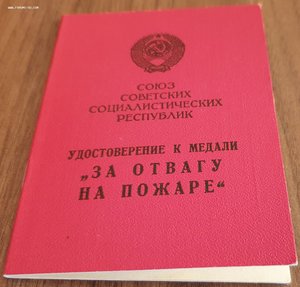 СОЮЗ
СОВЕТСКИХ
СОЦИАЛИСТИЧЕСКИХ
РЕСПУБЛИК
УДОСТОВЕРЕНИЕ К МЕДАЛИ
„ЗА ОТВАГУ
НА ПОЖАРЕ“